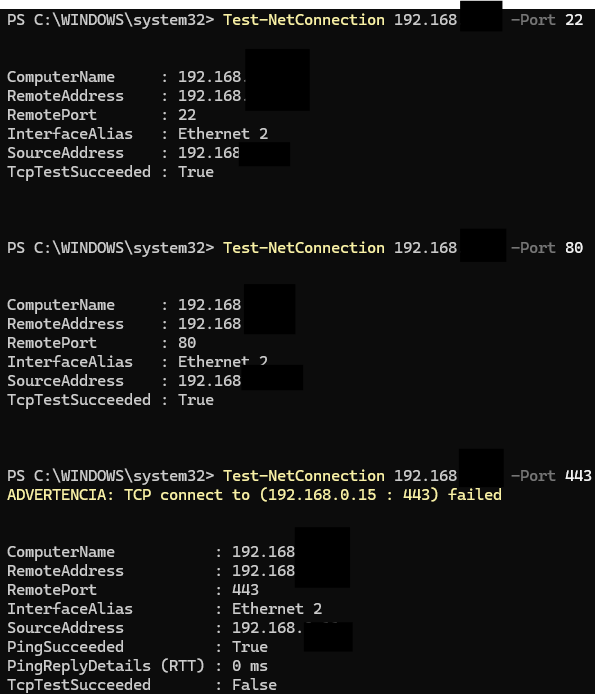 PS C:\WINDOWS\system32> Test-NetConnection 192.168 -Port 22
ComputerName : 192.168.
RemoteAddress : 192.168.
RemotePort : 22
InterfaceAlias : Ethernet 2
SourceAddress : 192.168
TcpTestSucceeded : True
PS C:\WINDOWS\system32> Test-NetConnection 192.168 -Port 80
ComputerName : 192.168
RemoteAddress : 192.168
RemotePort : 80
InterfaceAlias : Ethernet 2
SourceAddress : 192.168
TcpTestSucceeded : True
PS C:\WINDOWS\system32> Test-NetConnection 192.168 -Port 443
ADVERTENCIA: TCP connect to (192.168.0.15 : 443) failed
ComputerName : 192.168
RemoteAddress : 192.168
RemotePort : 443
InterfaceAlias : Ethernet 2
SourceAddress : 192.168.
PingSucceeded : True
PingReplyDetails (RTT) : 0 ms
TcpTestSucceeded : False